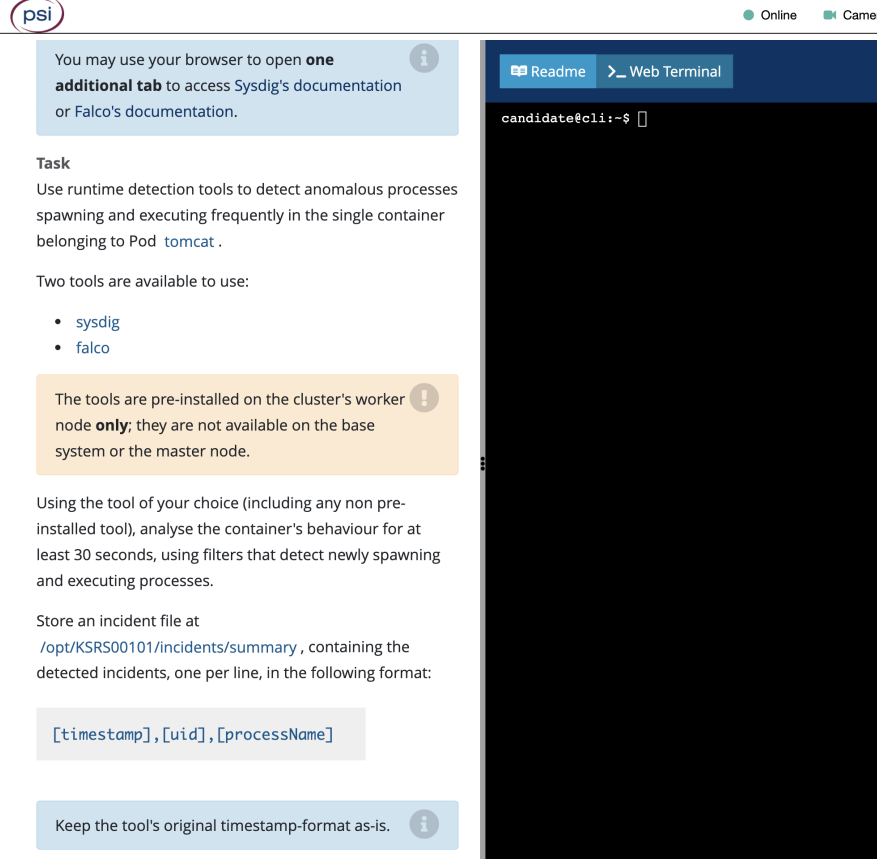 psi
Online
Came
You may use your browser to open one
additional tab to access Sysdig's documentation
or Falco's documentation.
Task
Use runtime detection tools to detect anomalous processes
spawning and executing frequently in the single container
belonging to Pod tomcat .
Two tools are available to use:
• sysdig
• falco
The tools are pre-installed on the cluster's worker
node only; they are not available on the base
system or the master node.
Using the tool of your choice (including any non pre-
installed tool), analyse the container's behaviour for at
least 30 seconds, using filters that detect newly spawning
and executing processes.
Store an incident file at
/opt/KSRS00101/incidents/summary , containing the
detected incidents, one per line, in the following format:
[timestamp],[uid],[processName]
Keep the tool's original timestamp-format as-is.
Readme
>_ Web Terminal
candidate@cli:~$